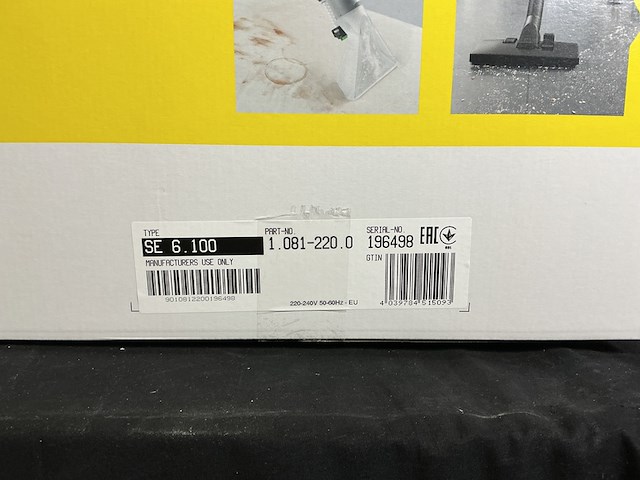 TYPE
SE 6.100
PART-NO.
1.081-220.0
SERIAL-NO.
196498
EAC
MANUFACTURERS USE ONLY
GTIN
9010812200196498
220-240V 50-60Hz - EU
4 039784 515093